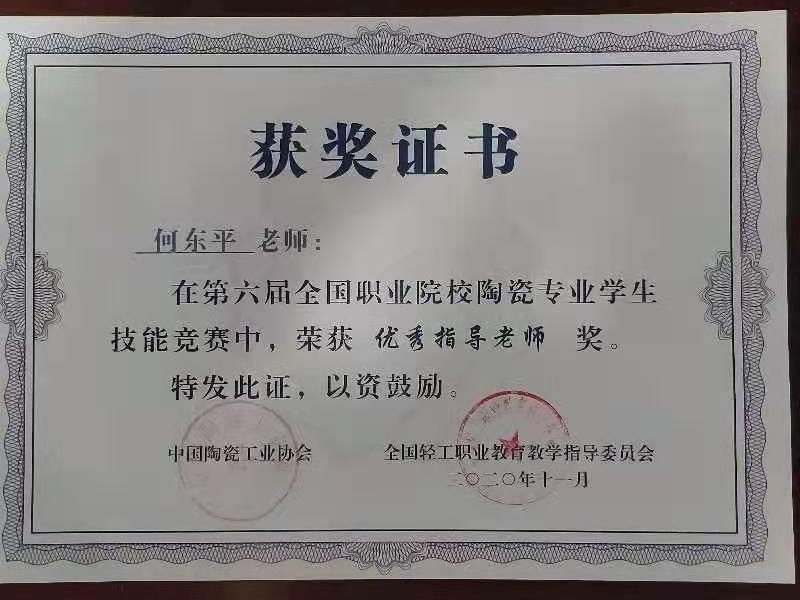 获奖证书
何东平 老师：
在第六届全国职业院校陶瓷专业学生
技能竞赛中，荣获 优秀指导老师 奖。
特发此证，以资鼓励。
中国陶瓷工业协会 全国轻工职业教育教学指导委员会
二〇二〇年十一月